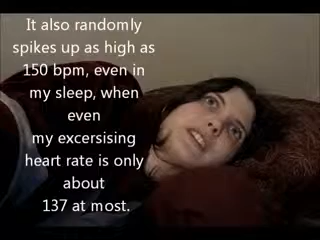 It also randomly
spikes up as high as
150 bpm, even in
my sleep, when
even
my excersising
heart rate is only
about
137 at most.